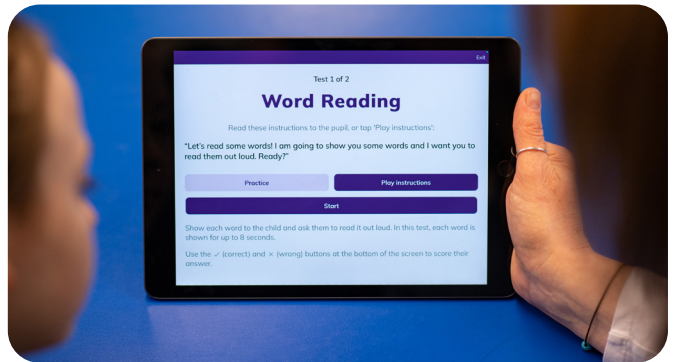 Exit
Test 1 of 2
Word Reading
Read these instructions to the pupil, or tap 'Play instructions':
“Let’s read some words! I am going to show you some words and I want you to
read them out loud. Ready?”
Practice
Play instructions
Start
Show each word to the child and ask them to read it out loud. In this test, each word is
shown for up to 8 seconds.
Use the ✓ (correct) and × (wrong) buttons at the bottom of the screen to score their
answer.